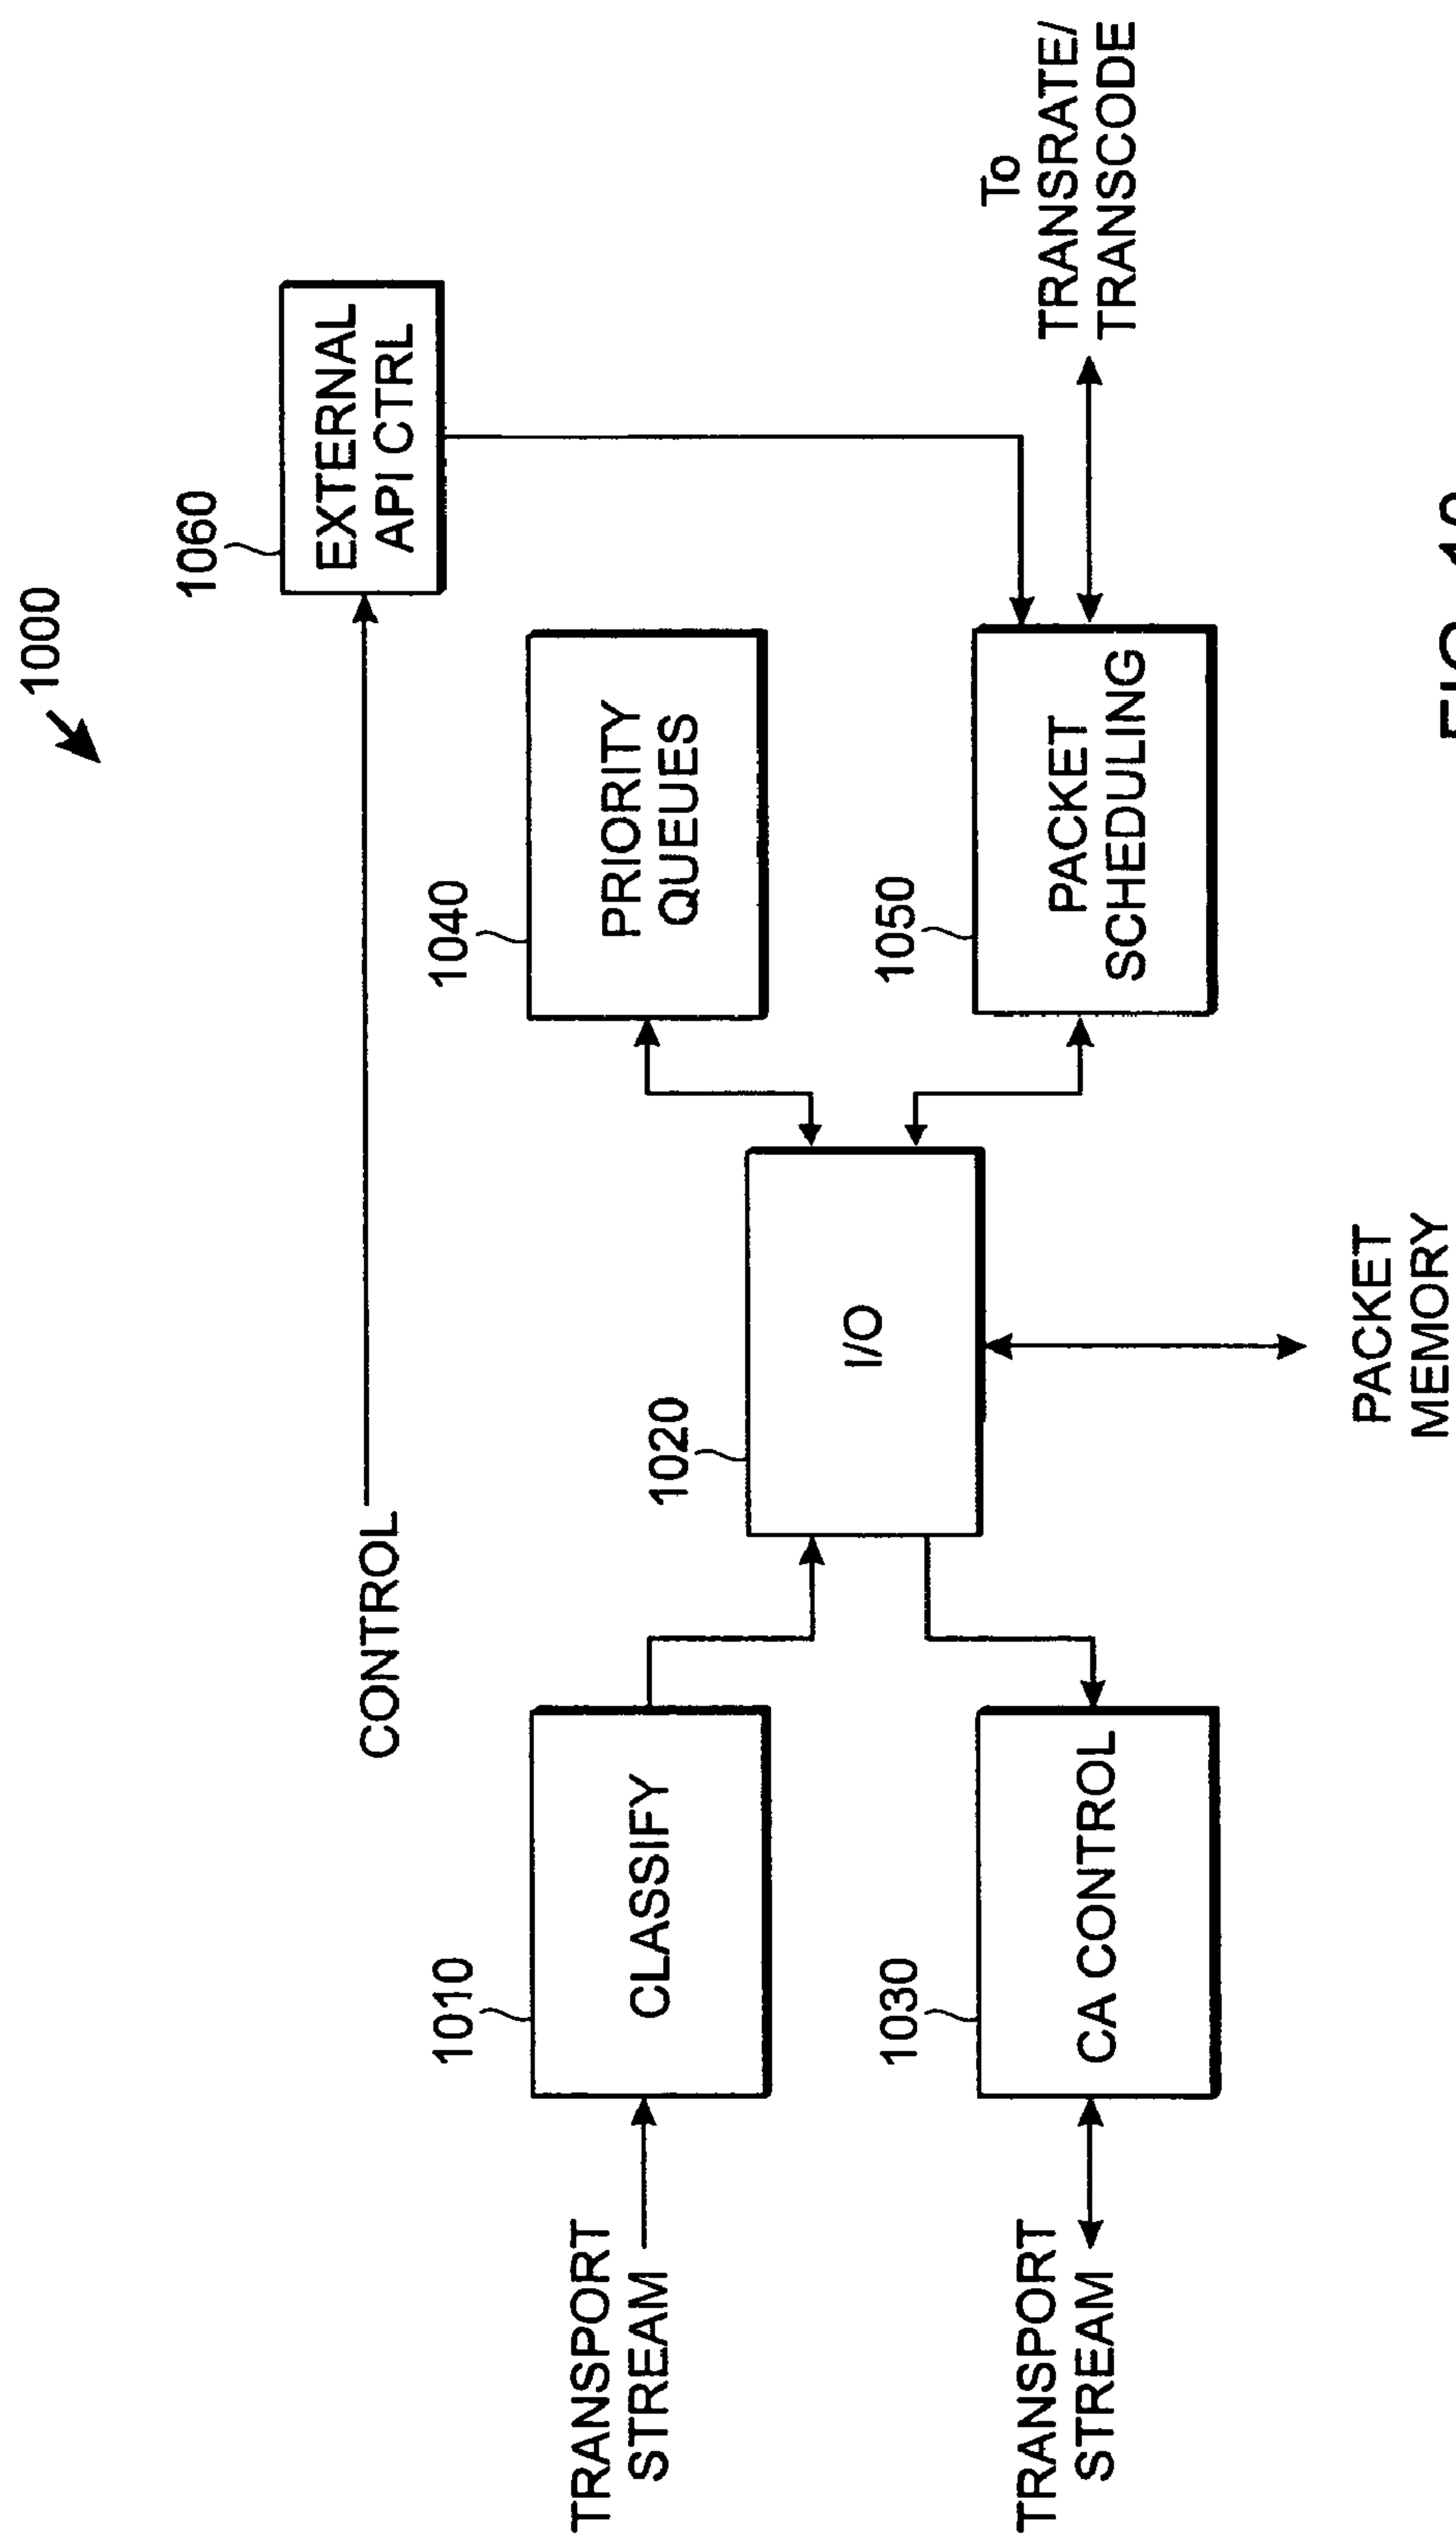 1000
1060
EXTERNAL
API CTRL
CONTROL
1010
CLASSIFY
TRANSPORT
STREAM
1040
PRIORITY
QUEUES
1020
I/O
1030
CA CONTROL
TRANSPORT
STREAM
1050
PACKET
SCHEDULING
To
TRANSRATE/
TRANSCODE
PACKET
MEMORY